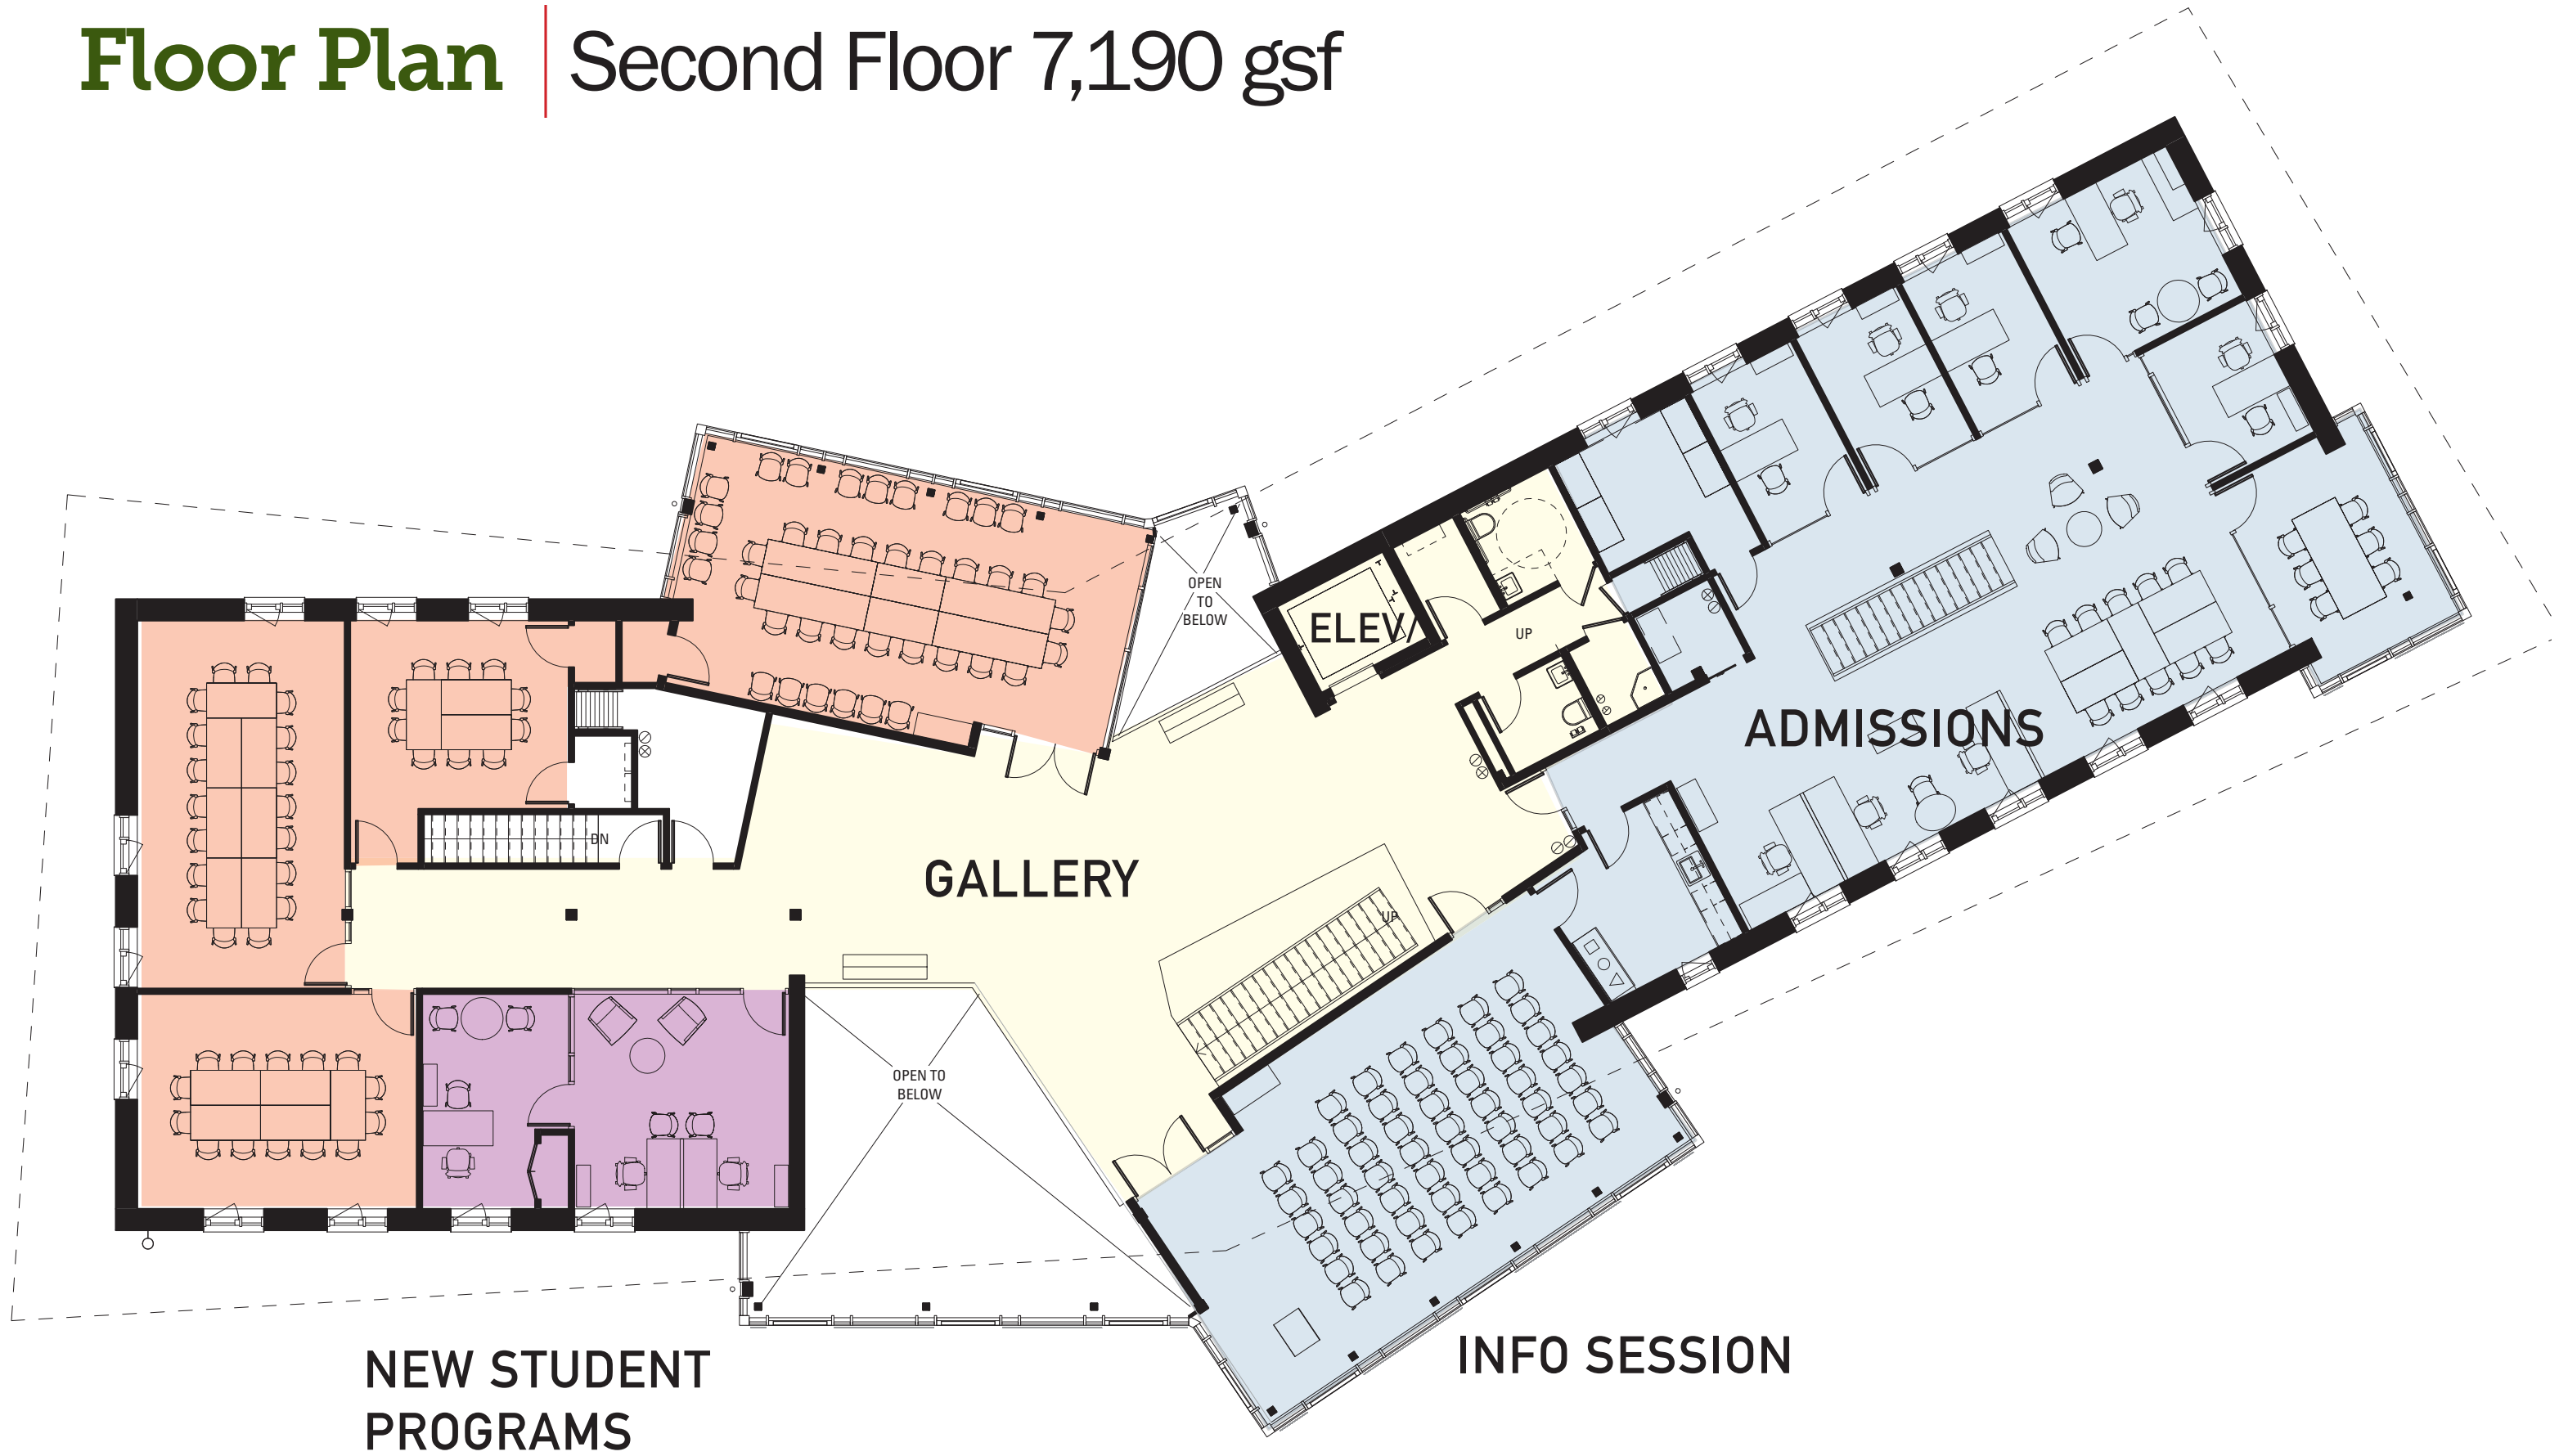 Floor Plan | Second Floor 7,190 gsf
OPEN
TO
BELOW
ELEV
UP
ADMISSIONS
DN
GALLERY
UP
OPEN TO
BELOW
INFO SESSION
NEW STUDENT
PROGRAMS